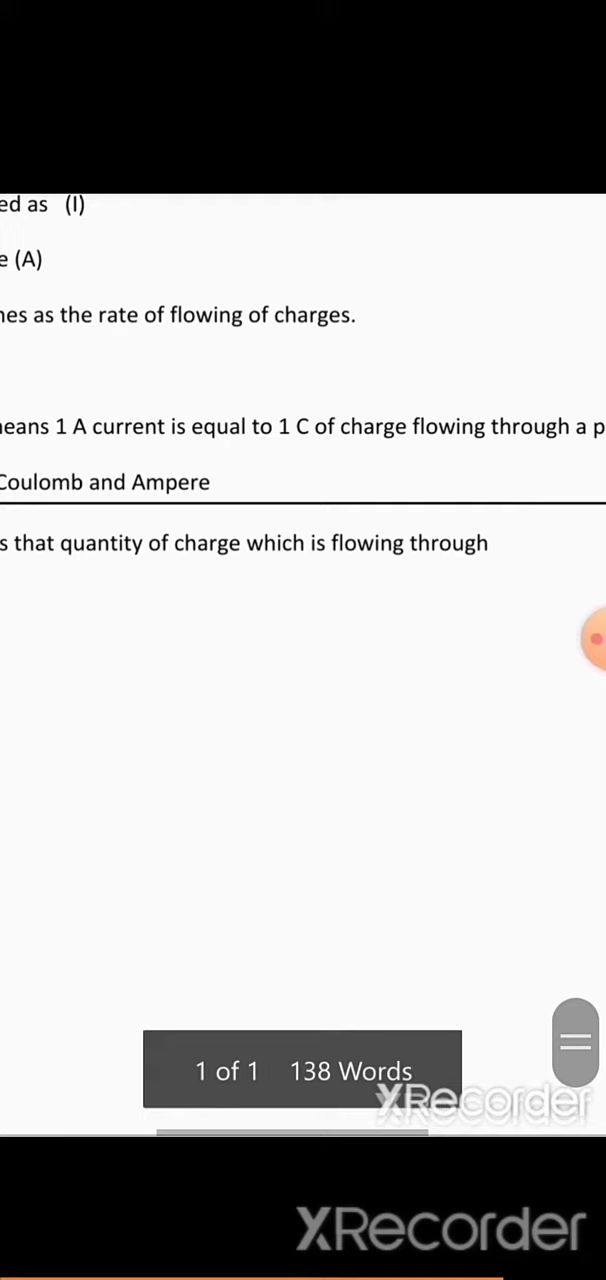 ed as (I)
e (A)
nes as the rate of flowing of charges.
neans 1 A current is equal to 1 C of charge flowing through a p
Coulomb and Ampere
s that quantity of charge which is flowing through
1 of 1 138 Words
XRecorder
XRecorder